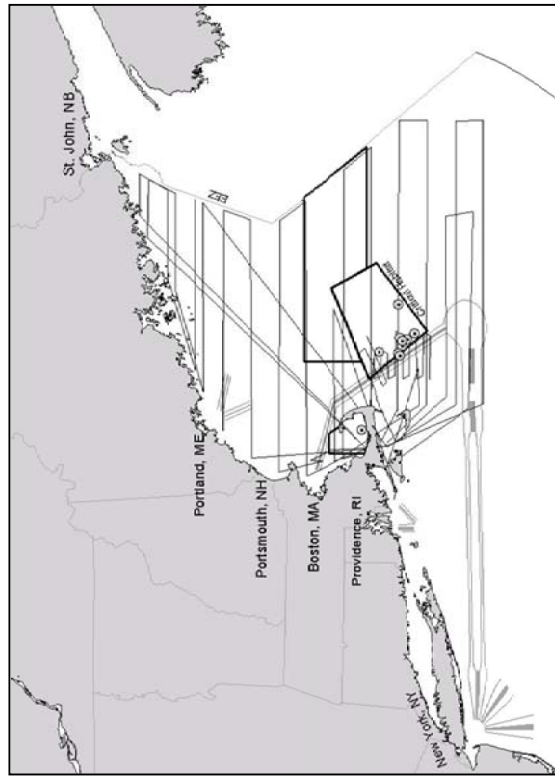 St. John, NB
EEZ
Portland, ME
Portsmouth, NH
Boston, MA
Providence, RI
Critical Habitat
New York, NY